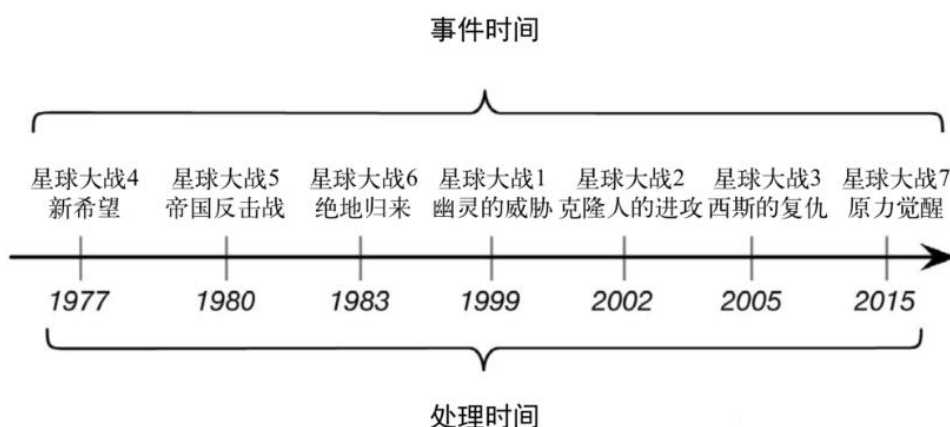 事件时间
星球大战4 星球大战5 星球大战6 星球大战1 星球大战2 星球大战3 星球大战7
新希望 帝国反击战 绝地归来 幽灵的威胁 克隆人的进攻 西斯的复仇 原力觉醒
1977 1980 1983 1999 2002 2005 2015
处理时间